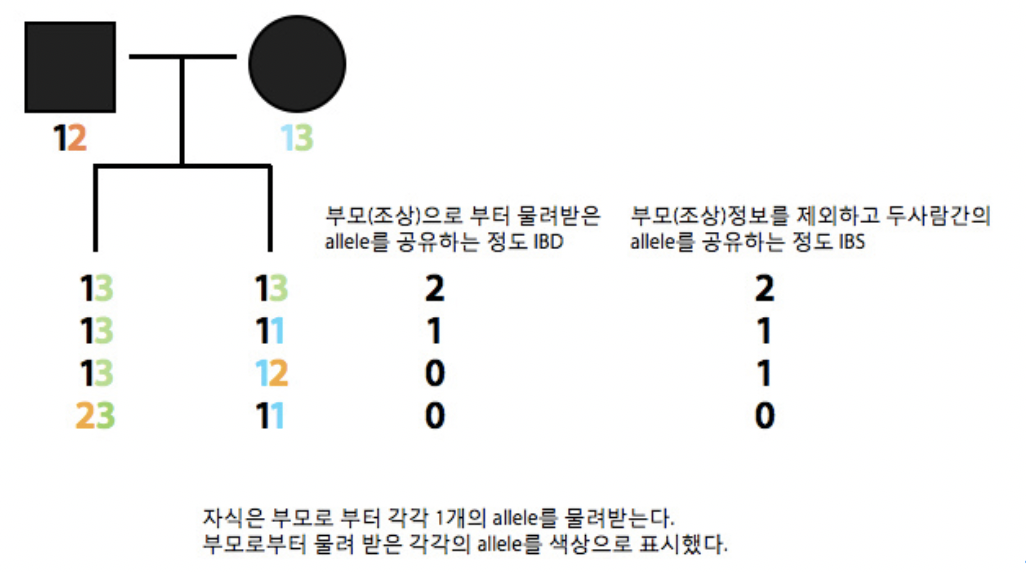 12 13
부모(조상)으로 부터 물려받은 부모(조상)정보를 제외하고 두사람간의
allele를 공유하는 정도 IBD allele를 공유하는 정도 IBS
13 13 2 2
13 11 1 1
13 12 0 1
23 11 0 0
자식은 부모로 부터 각각 1개의 allele를 물려받는다.
부모로부터 물려 받은 각각의 allele를 색상으로 표시했다.